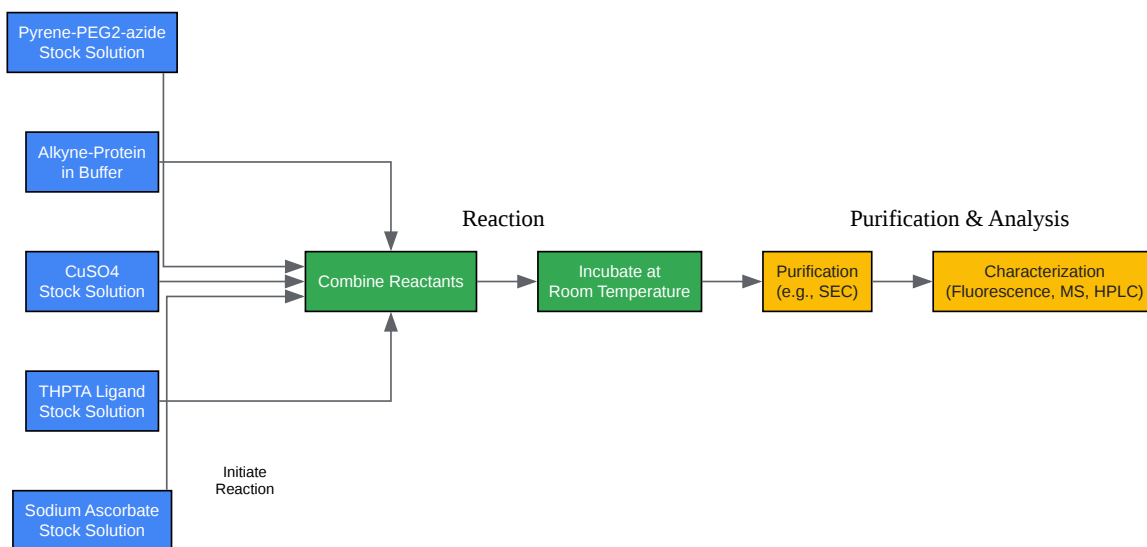 Pyrene-PEG2-azide
Stock Solution
Alkyne-Protein
in Buffer
Reaction
Purification & Analysis
CuSO4
Stock Solution
Combine Reactants
Incubate at
Room Temperature
Purification
(e.g., SEC)
Characterization
(Fluorescence, MS, HPLC)
THPTA Ligand
Stock Solution
Initiate
Reaction
Sodium Ascorbate
Stock Solution